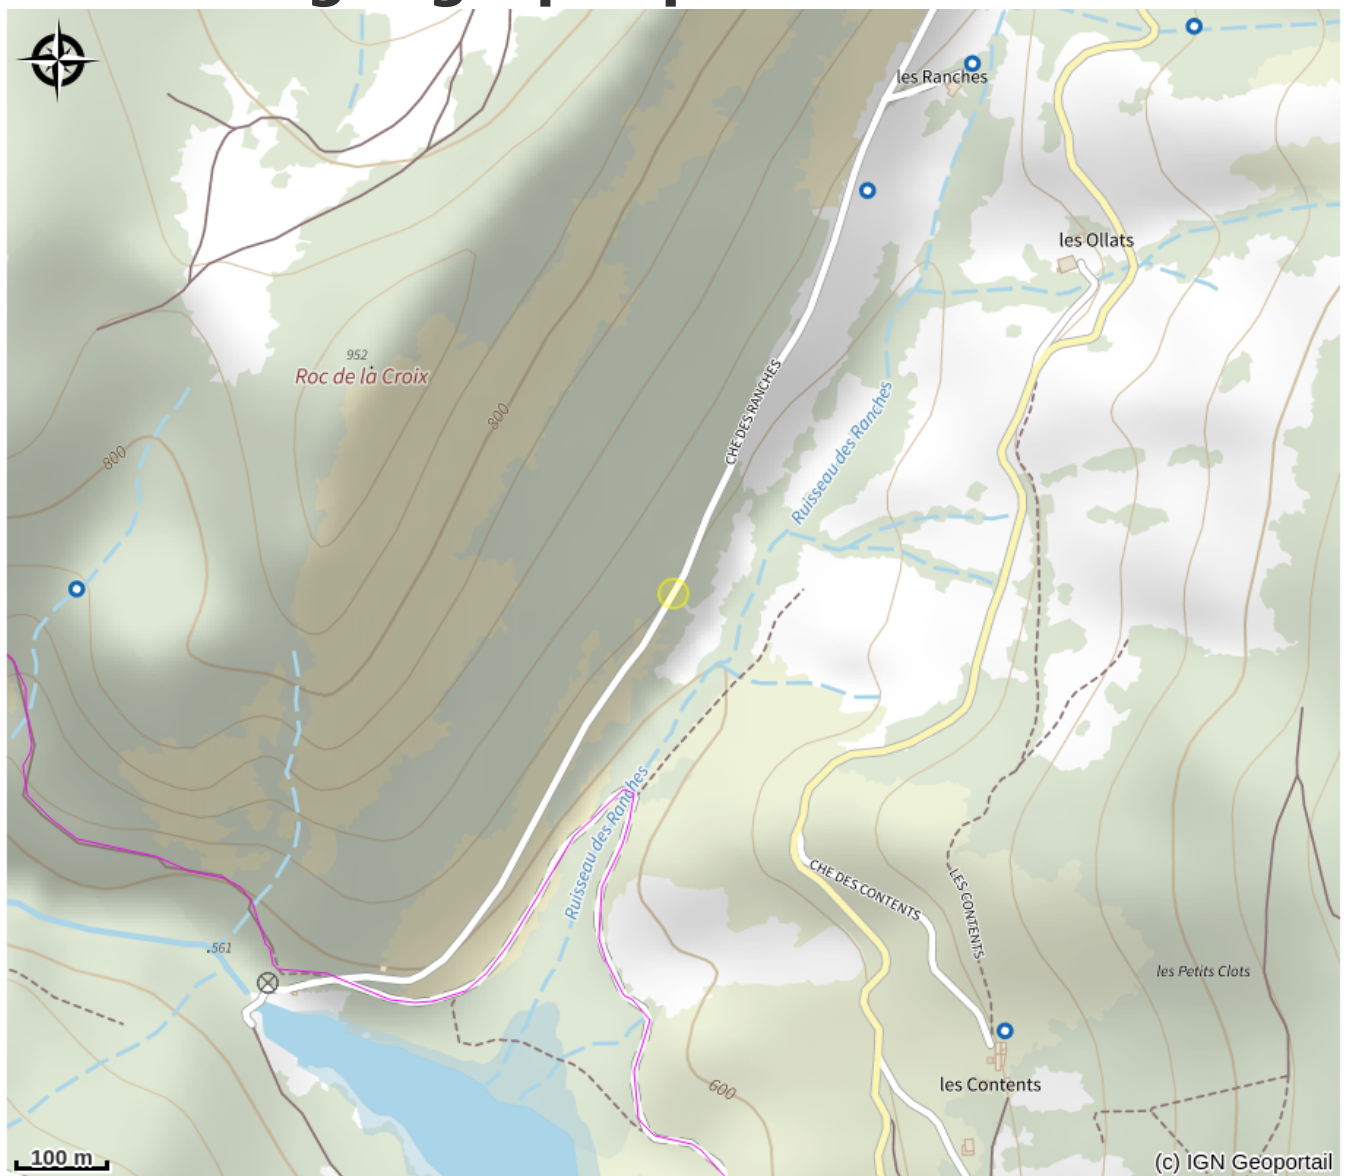 les Ranches
les Ollats
952
Roc de la Croix
CHE DES RANCHES
800
800
Ruisseau des Ranches
Ruisseau des Ranches
CHE DES CONTENTS
LES CONTENTS
.561
les Petits Clots
600
les Contents
100 m
(c) IGN Geoportail